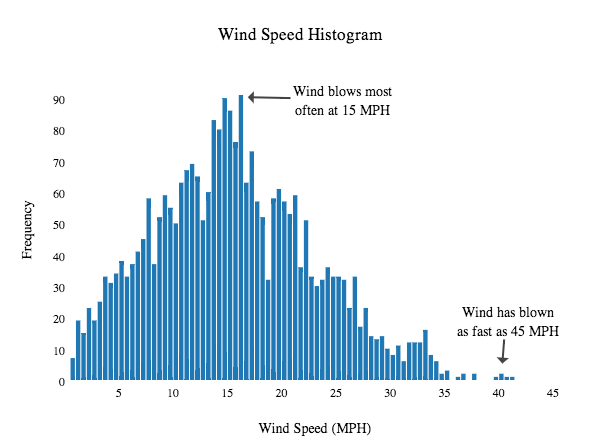 Wind Speed Histogram
Wind blows most
often at 15 MPH
90
80
70
60
50
40
30
20
10
0
Frequency
Wind has blown
as fast as 45 MPH
5 10 15 20 25 30 35 40 45
Wind Speed (MPH)